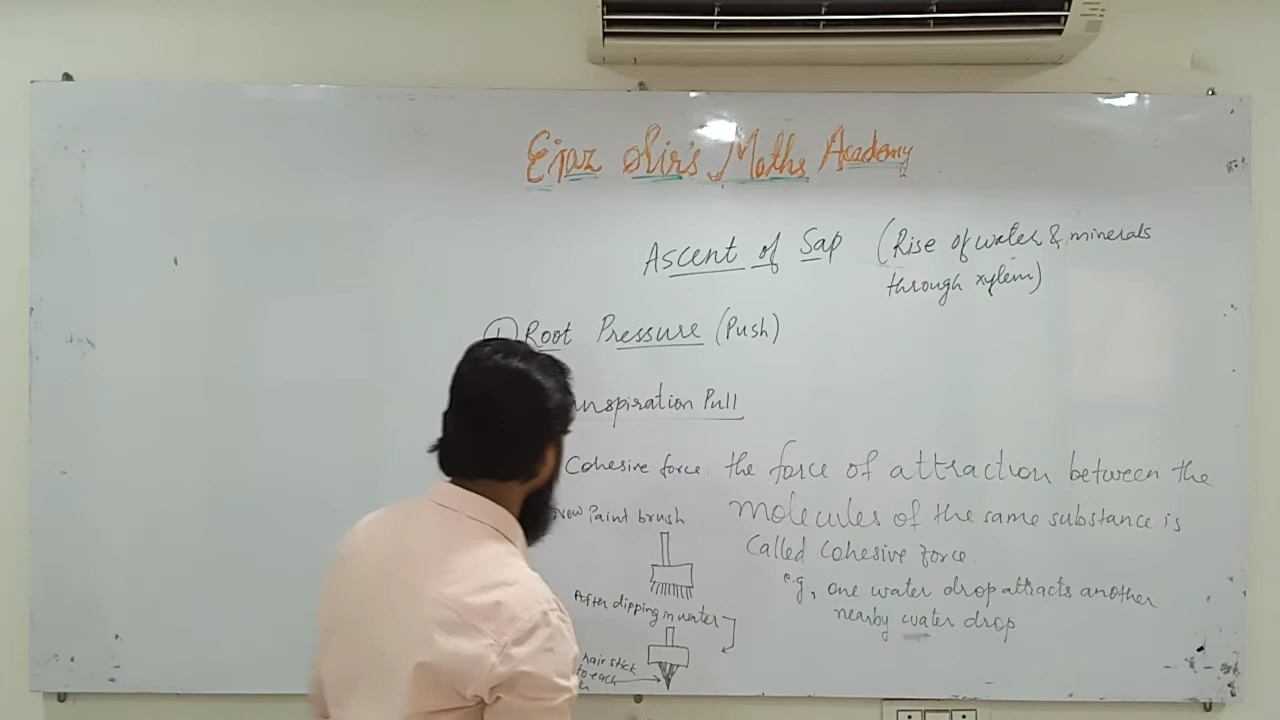 Ejaz Sir's Maths Academy
Ascent of Sap (Rise of water & minerals
through xylem)
① Root Pressure (Push)
anspiration Pull
Cohesive force: the force of attraction between the
molecules of the same substance is
called cohesive force.
e.g, one water drop attracts another
nearby water drop
New Paint brush
After dipping in water
hair stick
to each